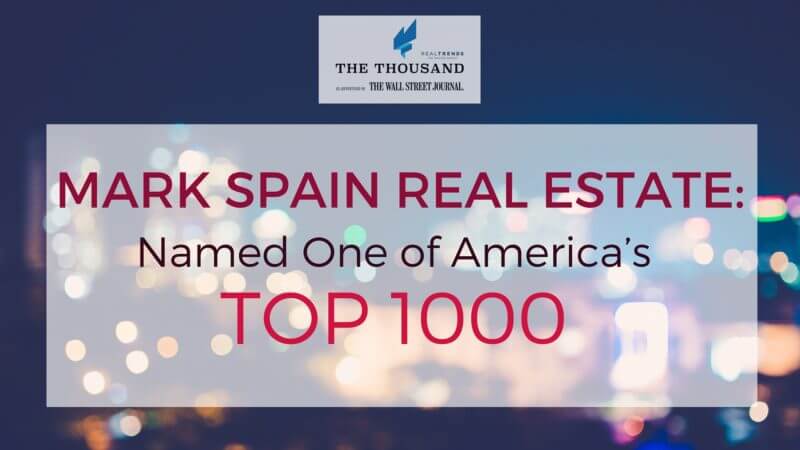 REALTRENDS
THE THOUSAND
AS ADVERTISED IN THE WALL STREET JOURNAL.
MARK SPAIN REAL ESTATE:
Named One of America's
TOP 1000